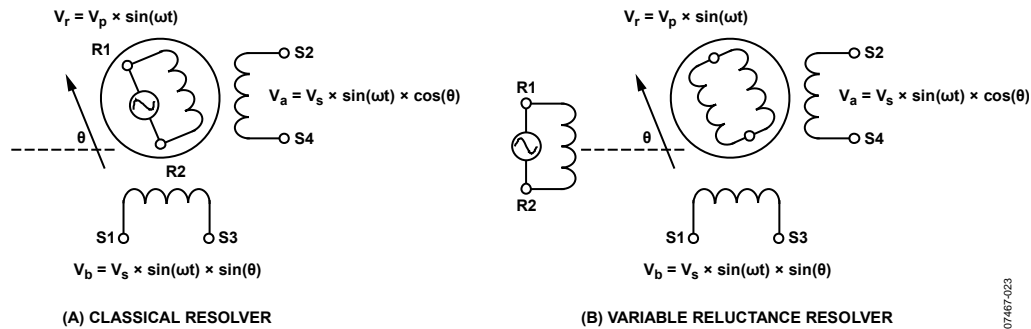 V_r = V_p × sin(ωt)
R1
S2
V_a = V_s × sin(ωt) × cos(θ)
S4
θ
R2
S1
S3
V_b = V_s × sin(ωt) × sin(θ)
(A) CLASSICAL RESOLVER
V_r = V_p × sin(ωt)
S2
R1
V_a = V_s × sin(ωt) × cos(θ)
S4
θ
R2
S1
S3
V_b = V_s × sin(ωt) × sin(θ)
(B) VARIABLE RELUCTANCE RESOLVER
07467-023